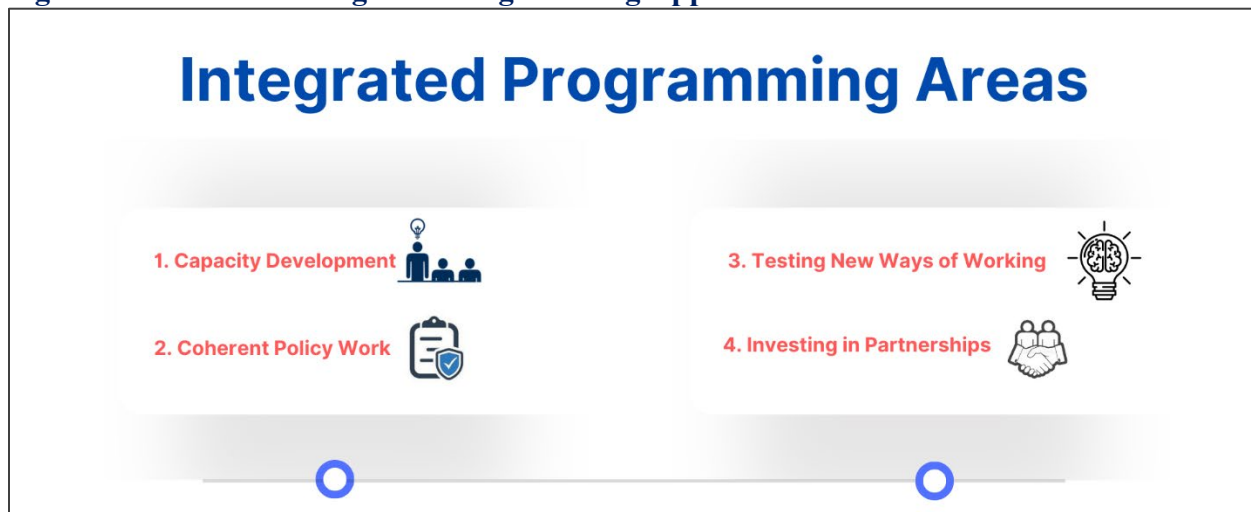 Integrated Programming Areas
1. Capacity Development
2. Coherent Policy Work
3. Testing New Ways of Working
4. Investing in Partnerships